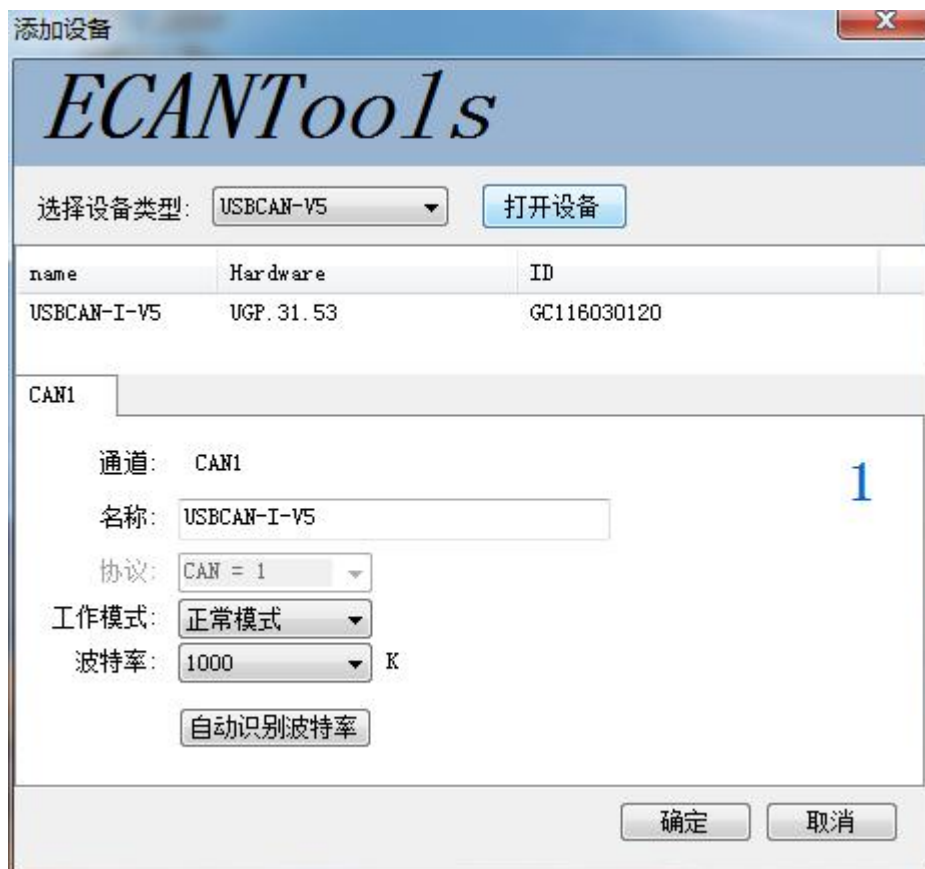 添加设备
ECANTools
选择设备类型: USBCAN-V5 打开设备
name Hardware ID
USBCAN-I-V5 UGP.31.53 GC116030120
CAN1
通道: CAN1
1
名称: USBCAN-I-V5
协议: CAN = 1
工作模式: 正常模式
波特率: 1000 K
自动识别波特率
确定 取消